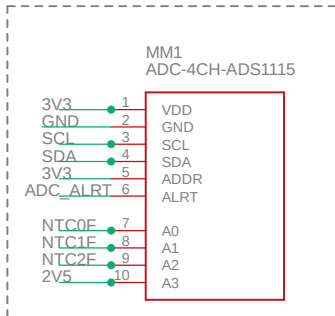 MM1
ADC-4CH-ADS1115
3V3 1 VDD
GND 2 GND
SCL 3 SCL
SDA 4 SDA
3V3 5 ADDR
ADC_ALRT 6 ALRT
NTC0F 7 A0
NTC1F 8 A1
NTC2F 9 A2
2V5 10 A3